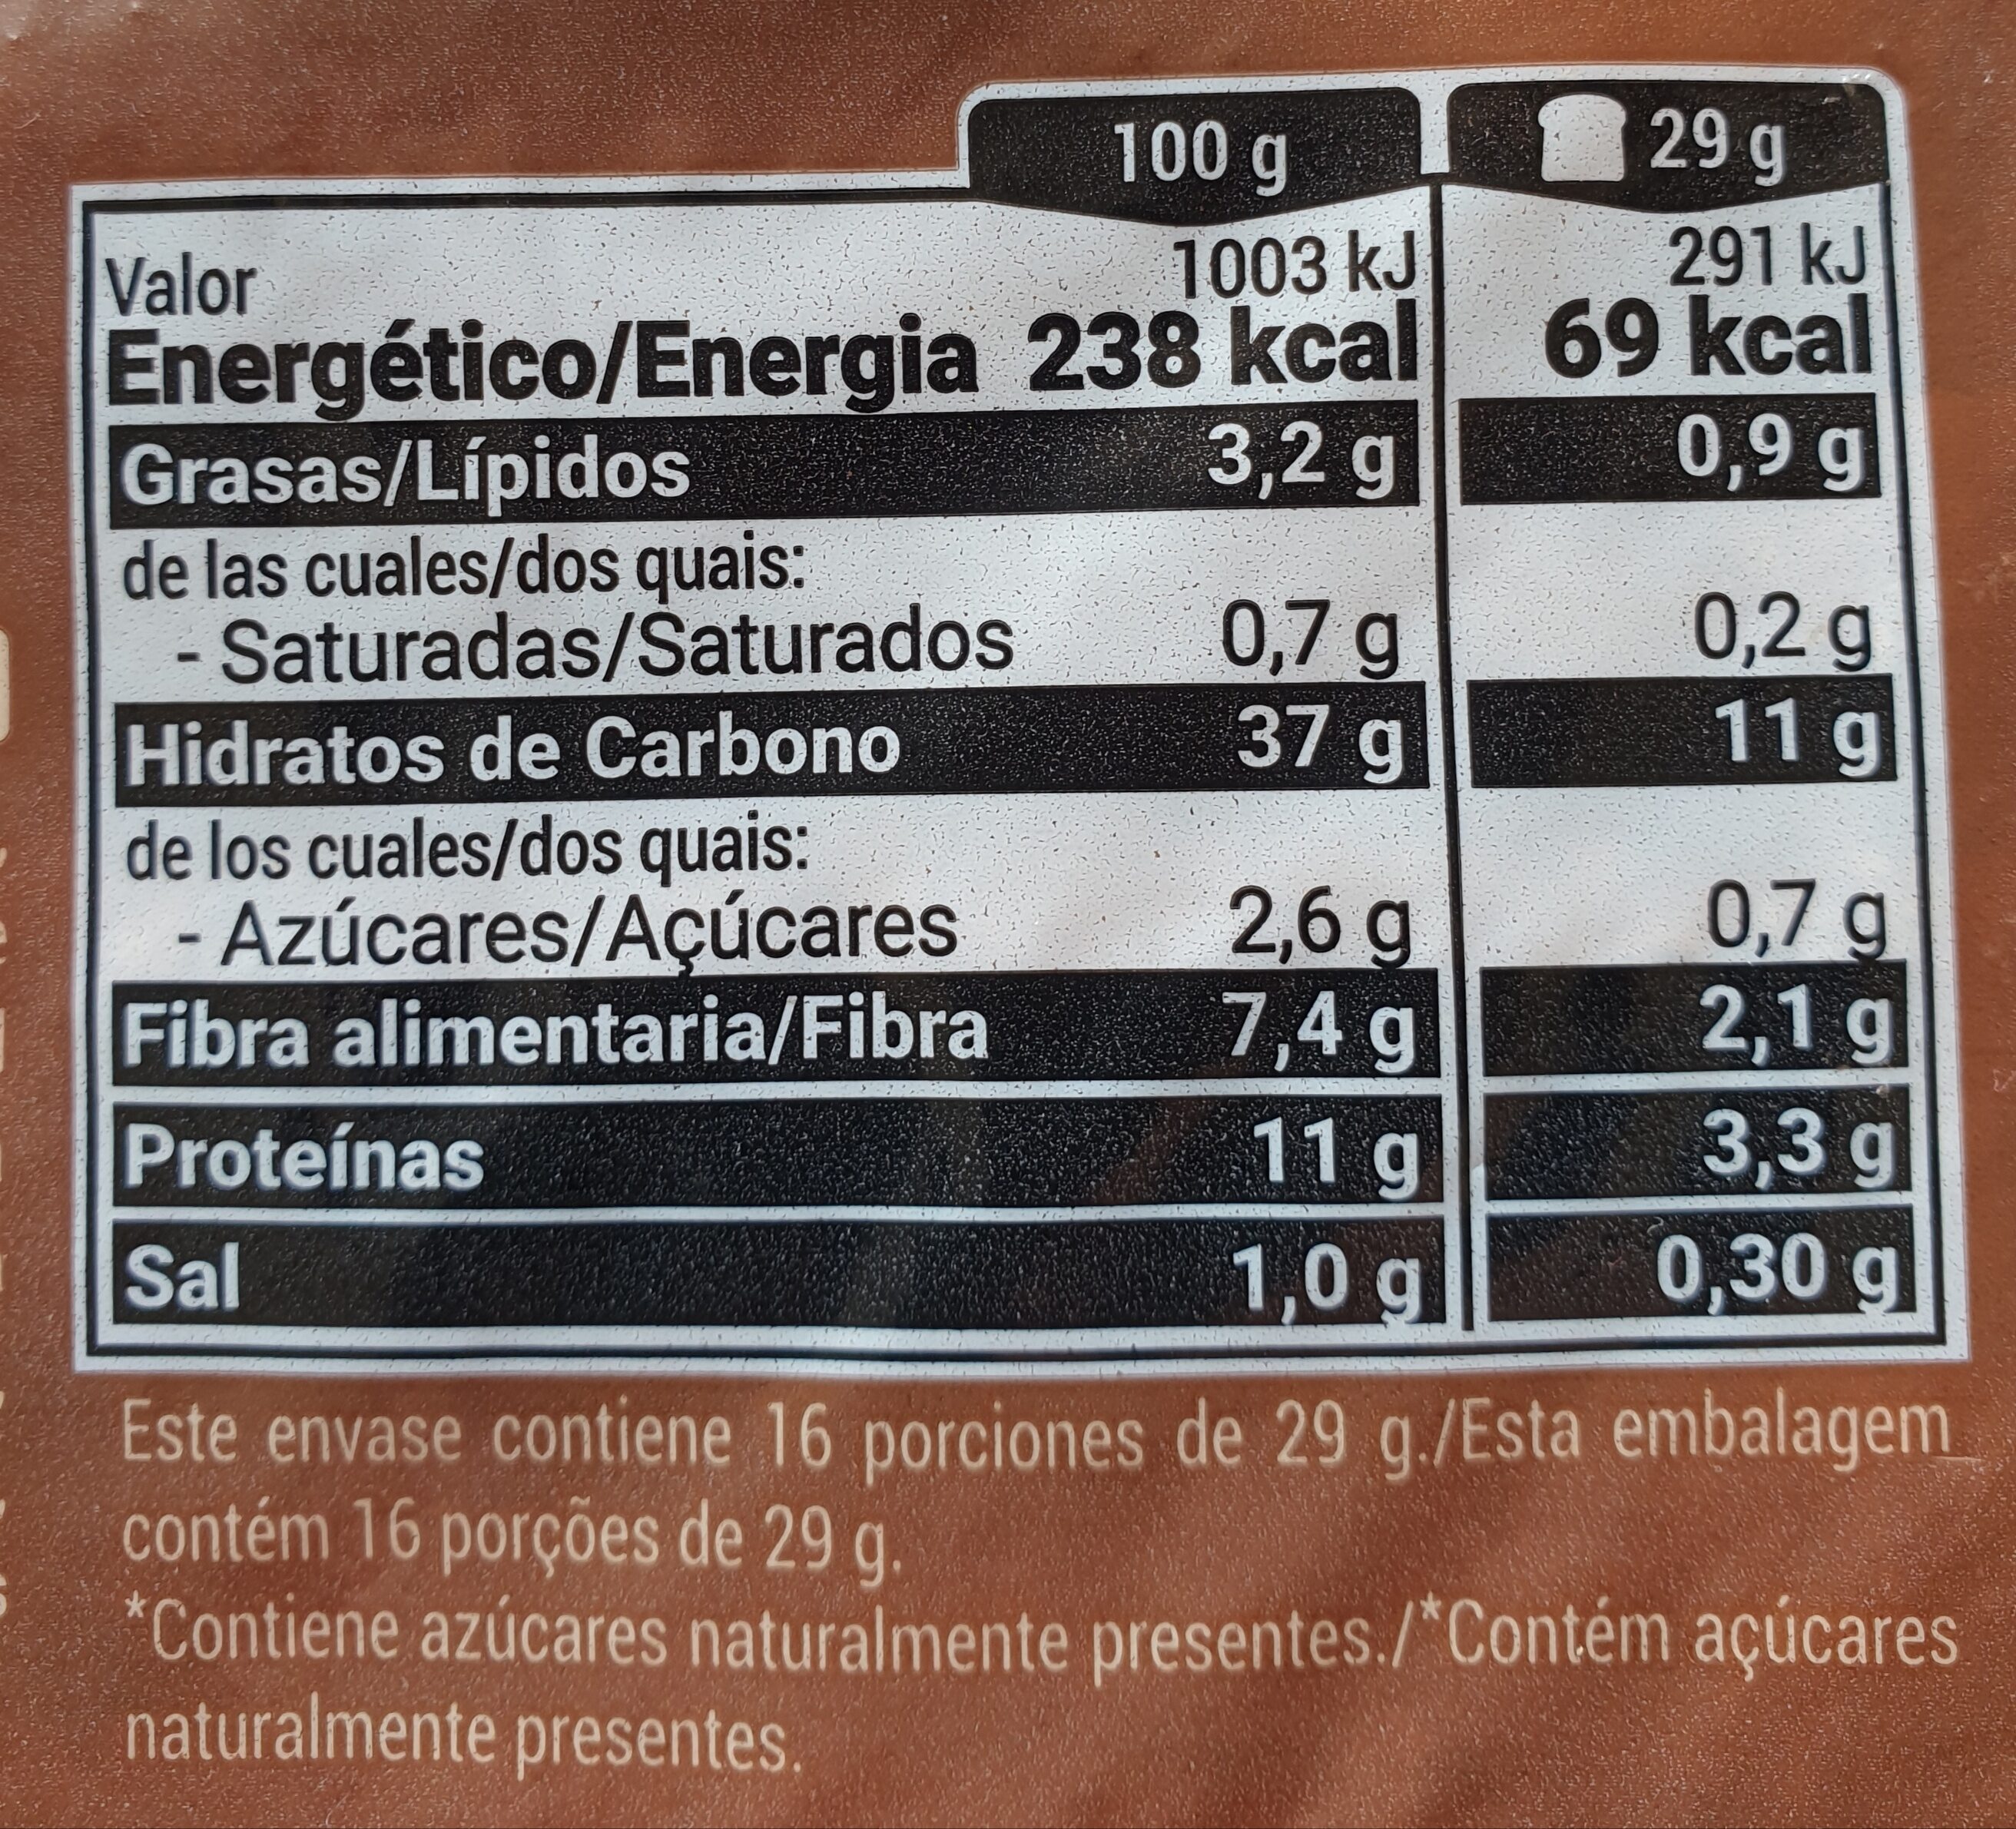 100 g 29 g
Valor 1003 kJ 291 kJ
Energético/Energia 238 kcal 69 kcal
Grasas/Lípidos 3,2 g 0,9 g
de las cuales/dos quais:
- Saturadas/Saturados 0,7 g 0,2 g
Hidratos de Carbono 37 g 11 g
de los cuales/dos quais:
- Azúcares/Açúcares 2,6 g 0,7 g
Fibra alimentaria/Fibra 7,4 g 2,1 g
Proteínas 11 g 3,3 g
Sal 1,0 g 0,30 g
Este envase contiene 16 porciones de 29 g./Esta embalagem
contém 16 porções de 29 g.
*Contiene azúcares naturalmente presentes./*Contém açúcares
naturalmente presentes.